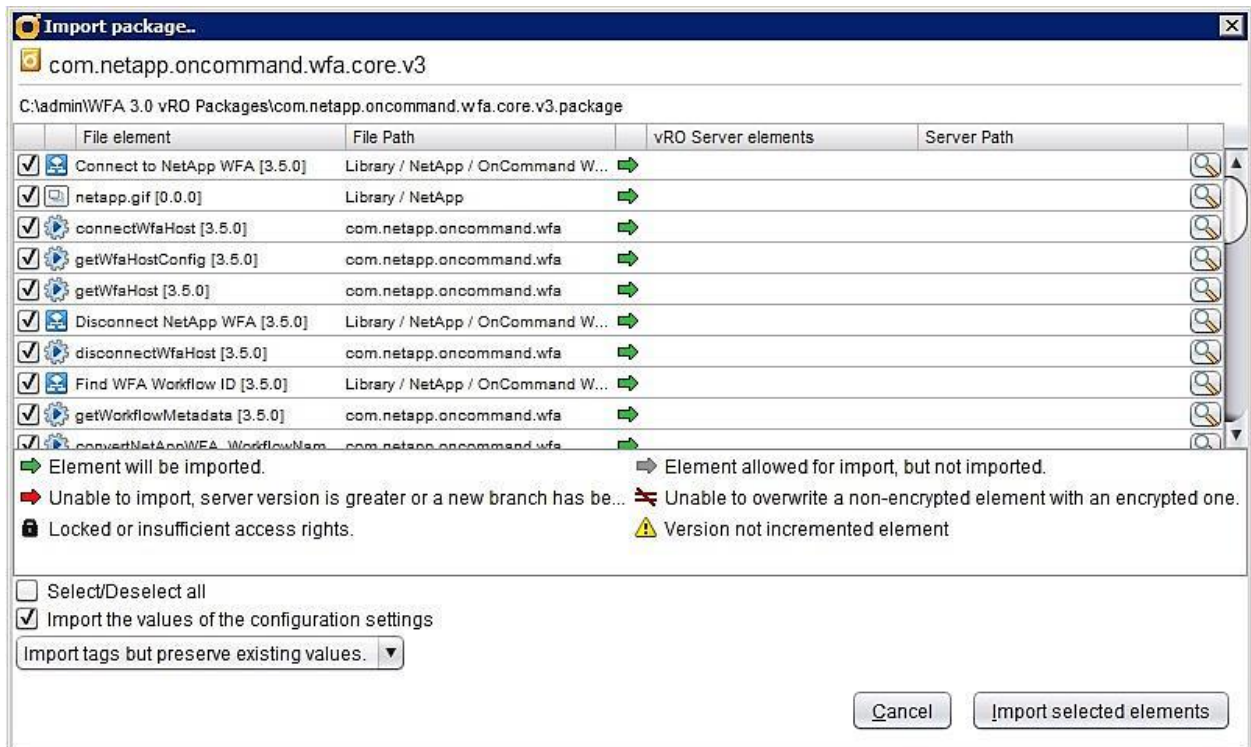 Import package..
com.netapp.oncommand.wfa.core.v3
C:\admin\WFA 3.0 vRO Packages\com.netapp.oncommand.wfa.core.v3.package
File element File Path vRO Server elements Server Path
Connect to NetApp WFA [3.5.0] Library / NetApp / OnCommand W...
netapp.gif [0.0.0] Library / NetApp
connectWfaHost [3.5.0] com.netapp.oncommand.wfa
getWfaHostConfig [3.5.0] com.netapp.oncommand.wfa
getWfaHost [3.5.0] com.netapp.oncommand.wfa
Disconnect NetApp WFA [3.5.0] Library / NetApp / OnCommand W...
disconnectWfaHost [3.5.0] com.netapp.oncommand.wfa
Find WFA Workflow ID [3.5.0] Library / NetApp / OnCommand W...
getWorkflowMetadata [3.5.0] com.netapp.oncommand.wfa
convertNetAppWFA_WorkflowNam com.netapp.oncommand.wfa
Element will be imported. Element allowed for import, but not imported.
Unable to import, server version is greater or a new branch has be... Unable to overwrite a non-encrypted element with an encrypted one.
Locked or insufficient access rights. Version not incremented element
Select/Deselect all
Import the values of the configuration settings
Import tags but preserve existing values.
Cancel Import selected elements